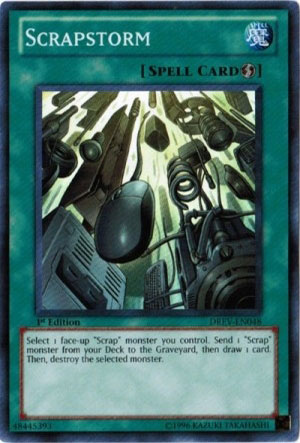 SCRAPSTORM
SPELL
[SPELL CARD]
1st Edition
DREV-EN048
Select 1 face-up "Scrap" monster you control. Send 1 "Scrap"
monster from your Deck to the Graveyard, then draw 1 card.
Then, destroy the selected monster.
48445393
©1996 KAZUKI TAKAHASHI